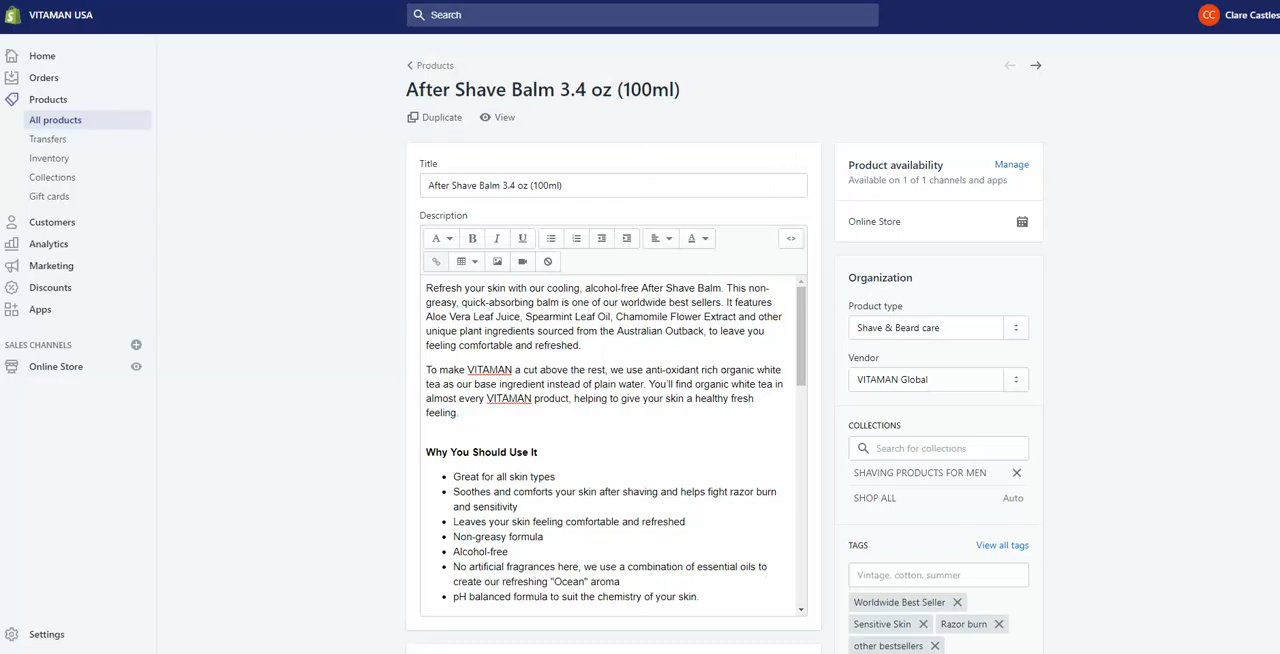 VITAMAN USA
Search
CC Clare Castles
Home
Orders
Products
All products
Transfers
Inventory
Collections
Gift cards
Customers
Analytics
Marketing
Discounts
Apps
SALES CHANNELS
Online Store
Settings
Products
After Shave Balm 3.4 oz (100ml)
Duplicate View
Title
After Shave Balm 3.4 oz (100ml)
Description
A B I U A <>
Refresh your skin with our cooling, alcohol-free After Shave Balm. This non-
greasy, quick-absorbing balm is one of our worldwide best sellers. It features
Aloe Vera Leaf Juice, Spearmint Leaf Oil, Chamomile Flower Extract and other
unique plant ingredients sourced from the Australian Outback, to leave you
feeling comfortable and refreshed.
To make VITAMAN a cut above the rest, we use anti-oxidant rich organic white
tea as our base ingredient instead of plain water. You'll find organic white tea in
almost every VITAMAN product, helping to give your skin a healthy fresh
feeling.
Why You Should Use It
• Great for all skin types
• Soothes and comforts your skin after shaving and helps fight razor burn
and sensitivity
• Leaves your skin feeling comfortable and refreshed
• Non-greasy formula
• Alcohol-free
• No artificial fragrances here, we use a combination of essential oils to
create our refreshing "Ocean" aroma
• pH balanced formula to suit the chemistry of your skin.
Product availability Manage
Available on 1 of 1 channels and apps
Online Store
Organization
Product type
Shave & Beard care
Vendor
VITAMAN Global
COLLECTIONS
Search for collections
SHAVING PRODUCTS FOR MEN
SHOP ALL Auto
TAGS View all tags
Vintage, cotton, summer
Worldwide Best Seller
Sensitive Skin Razor burn
other bestsellers